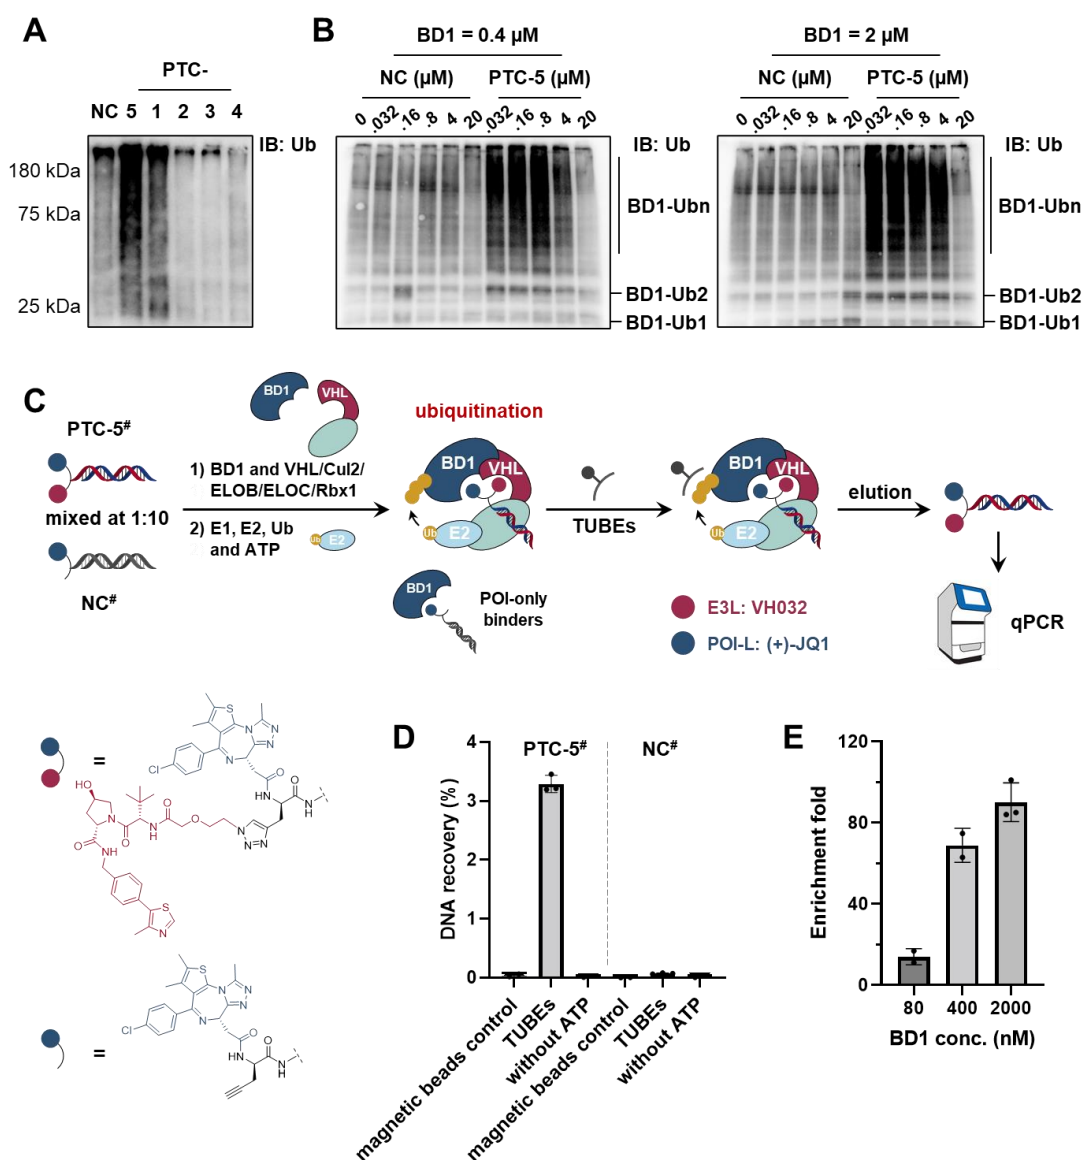 A
PTC-
NC 5 1 2 3 4
IB: Ub
180 kDa
75 kDa
25 kDa
B
BD1 = 0.4 µM
NC (µM) PTC-5 (µM)
0 .032 .16 .8 4 20 .032 .16 .8 4 20
IB: Ub
BD1-Ubn
BD1-Ub2
BD1-Ub1
BD1 = 2 µM
NC (µM) PTC-5 (µM)
0 .032 .16 .8 4 20 .032 .16 .8 4 20
IB: Ub
BD1-Ubn
BD1-Ub2
BD1-Ub1
C
PTC-5#
mixed at 1:10
NC#
BD1
VHL
1) BD1 and VHL/Cul2/
ELOB/ELOC/Rbx1
2) E1, E2, Ub
and ATP
Ub E2
ubiquitination
BD1
VHL
Ub E2
BD1
POI-only
binders
TUBEs
BD1
VHL
Ub E2
E3L: VH032
POI-L: (+)-JQ1
elution
qPCR
=
S
N
N
N
N
Cl
O
HN
O
N
H
HO
N
O
O
N
H
O
O
N
N=N
O
NH
S
N
=
S
N
N
N
N
Cl
O
HN
O
N
H
D
PTC-5# NC#
DNA recovery (%)
4
3
2
1
0
magnetic beads control
TUBEs
without ATP
magnetic beads control
TUBEs
without ATP
E
Enrichment fold
120
80
40
0
80 400 2000
BD1 conc. (nM)